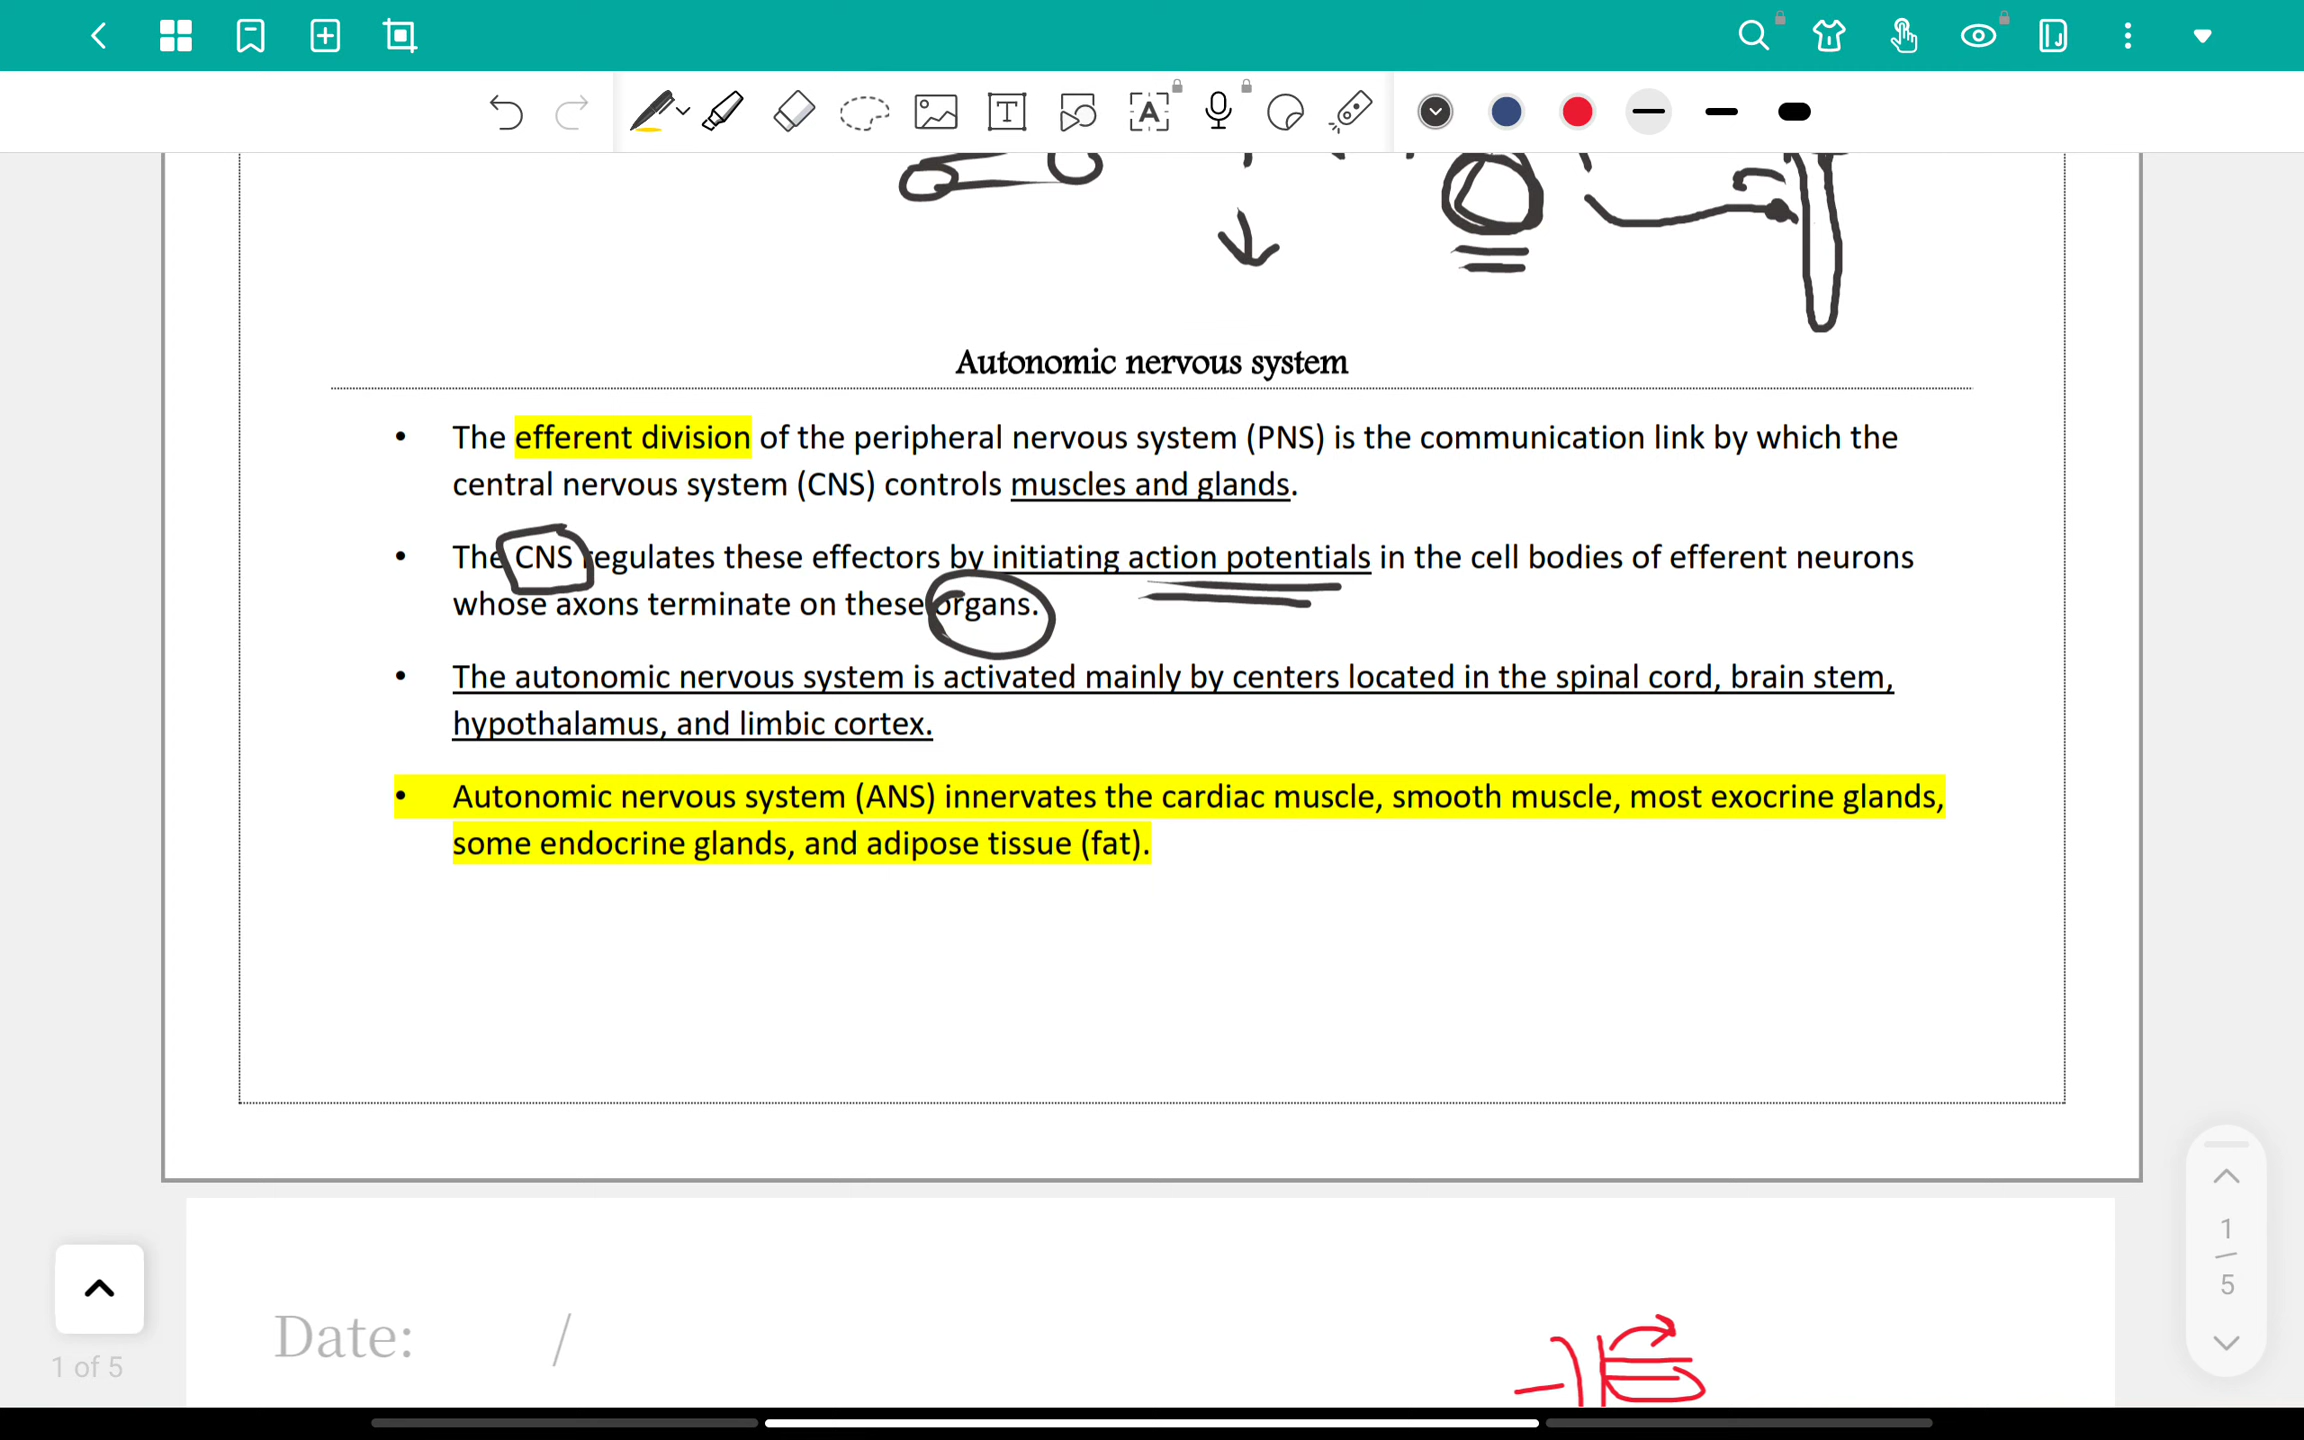 Autonomic nervous system
• The efferent division of the peripheral nervous system (PNS) is the communication link by which the
central nervous system (CNS) controls muscles and glands.
• The CNS regulates these effectors by initiating action potentials in the cell bodies of efferent neurons
whose axons terminate on these organs.
• The autonomic nervous system is activated mainly by centers located in the spinal cord, brain stem,
hypothalamus, and limbic cortex.
• Autonomic nervous system (ANS) innervates the cardiac muscle, smooth muscle, most exocrine glands,
some endocrine glands, and adipose tissue (fat).
1
/
5
Date: /
1 of 5